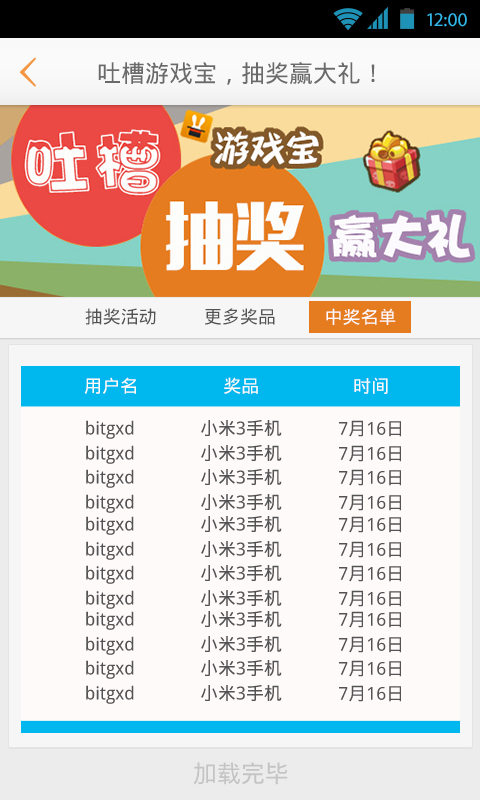 12:00
吐槽游戏宝，抽奖赢大礼！
吐槽
游戏宝
抽奖
赢大礼
抽奖活动 更多奖品 中奖名单
用户名 奖品 时间
bitgxd 小米3手机 7月16日
bitgxd 小米3手机 7月16日
bitgxd 小米3手机 7月16日
bitgxd 小米3手机 7月16日
bitgxd 小米3手机 7月16日
bitgxd 小米3手机 7月16日
bitgxd 小米3手机 7月16日
bitgxd 小米3手机 7月16日
bitgxd 小米3手机 7月16日
bitgxd 小米3手机 7月16日
bitgxd 小米3手机 7月16日
bitgxd 小米3手机 7月16日
加载完毕